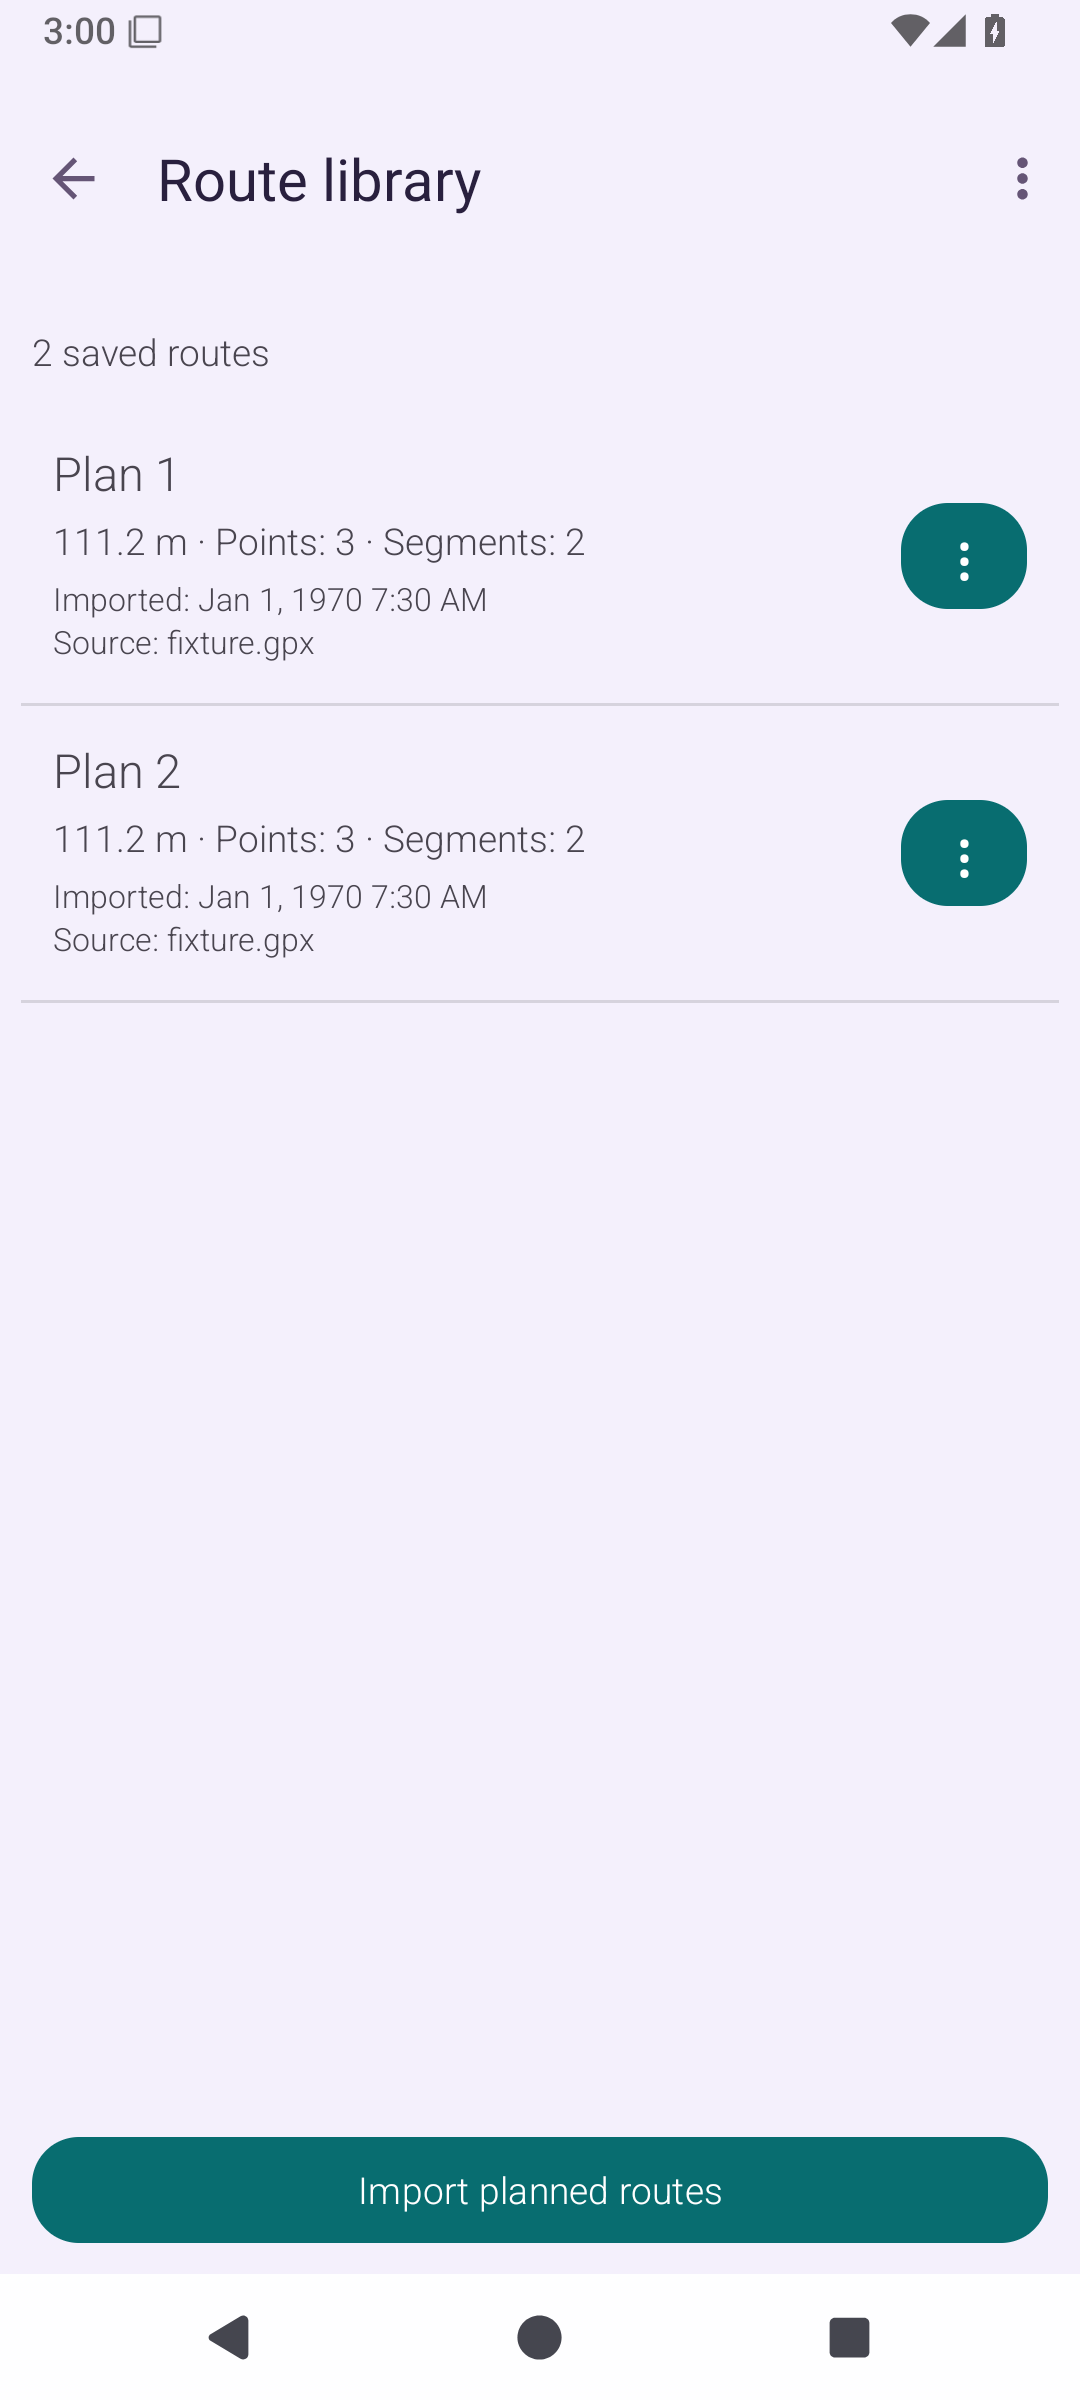 3:00
Route library
2 saved routes
Plan 1
111.2 m · Points: 3 · Segments: 2
Imported: Jan 1, 1970 7:30 AM
Source: fixture.gpx
Plan 2
111.2 m · Points: 3 · Segments: 2
Imported: Jan 1, 1970 7:30 AM
Source: fixture.gpx
Import planned routes